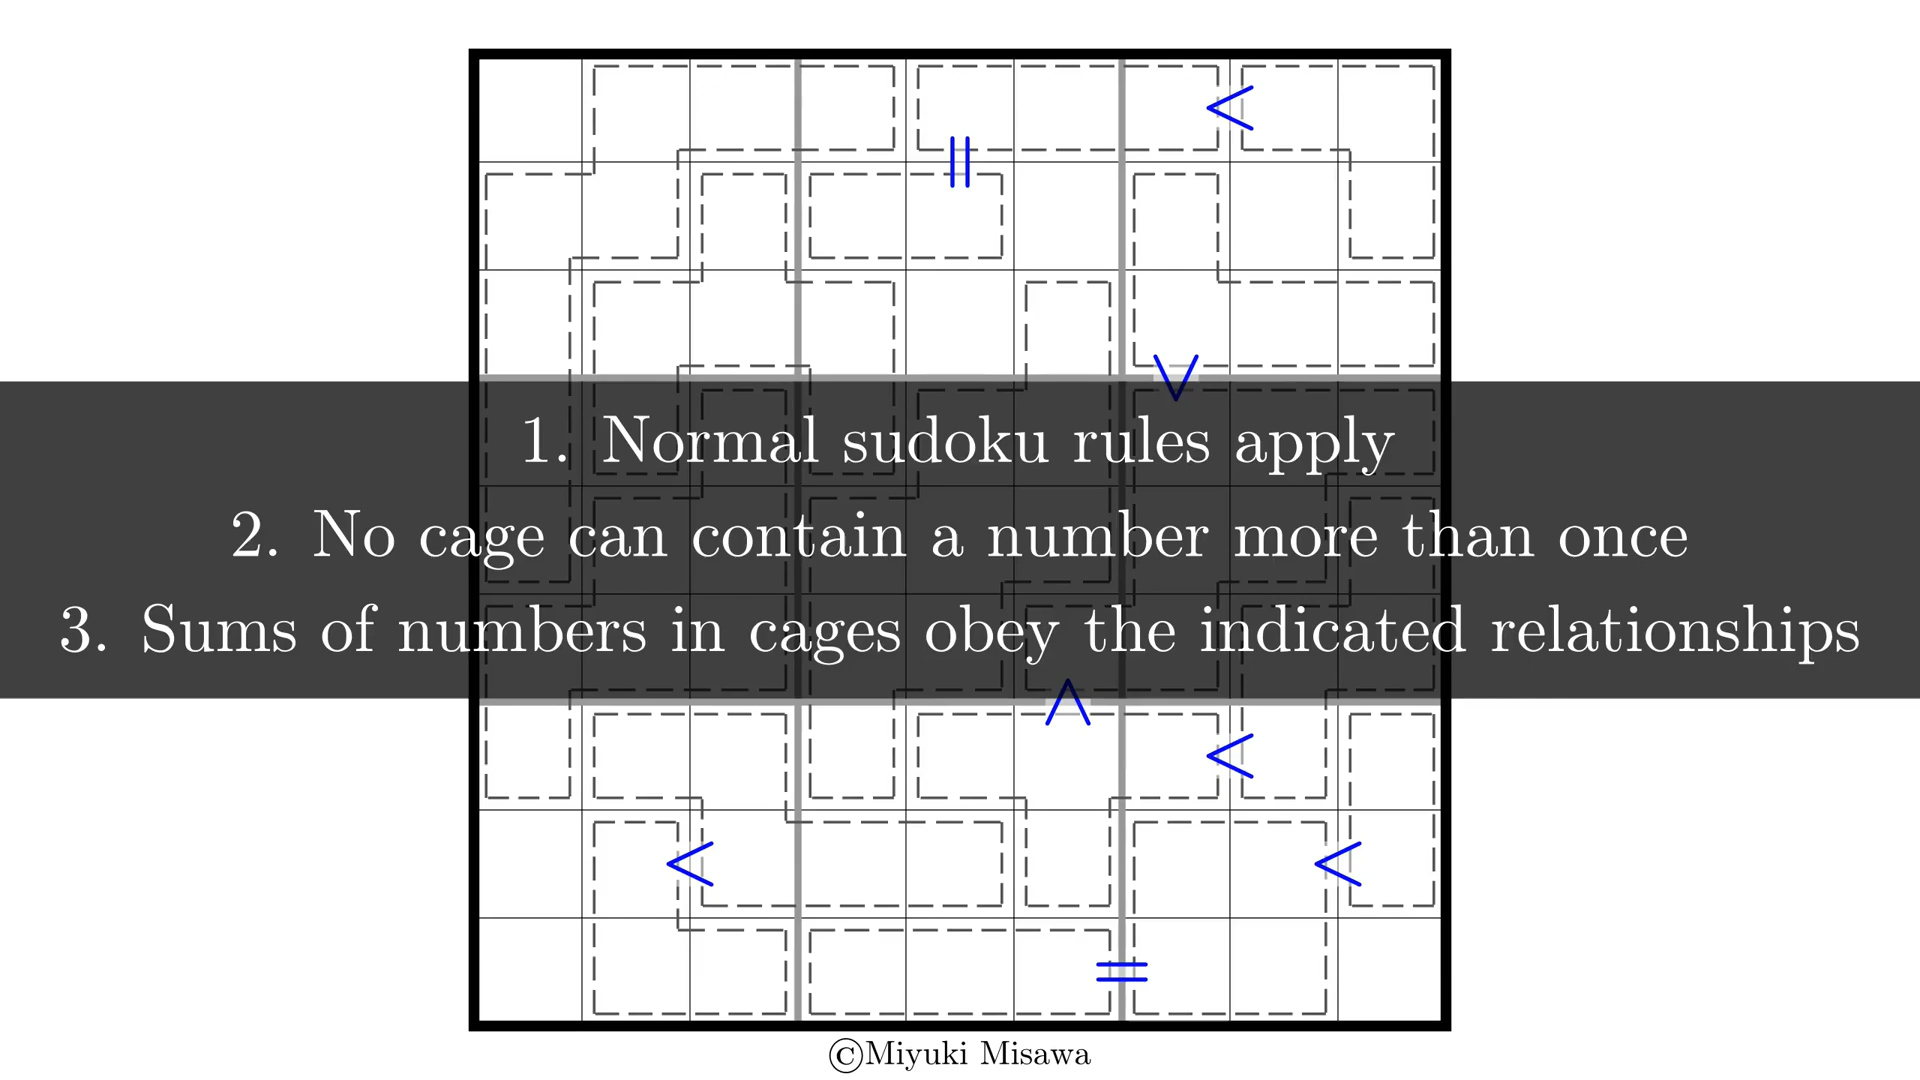 1. Normal sudoku rules apply
2. No cage can contain a number more than once
3. Sums of numbers in cages obey the indicated relationships
©Miyuki Misawa